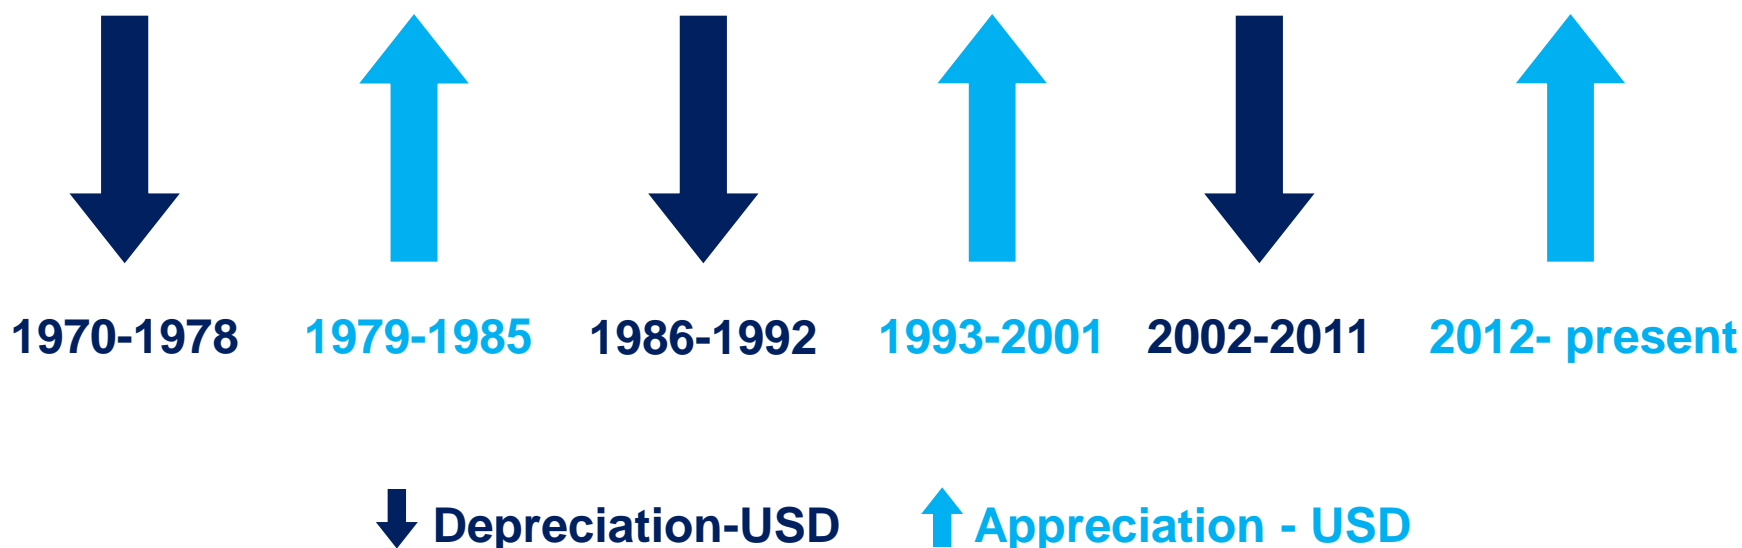 1970-1978 1979-1985 1986-1992 1993-2001 2002-2011 2012- present
Depreciation-USD Appreciation - USD